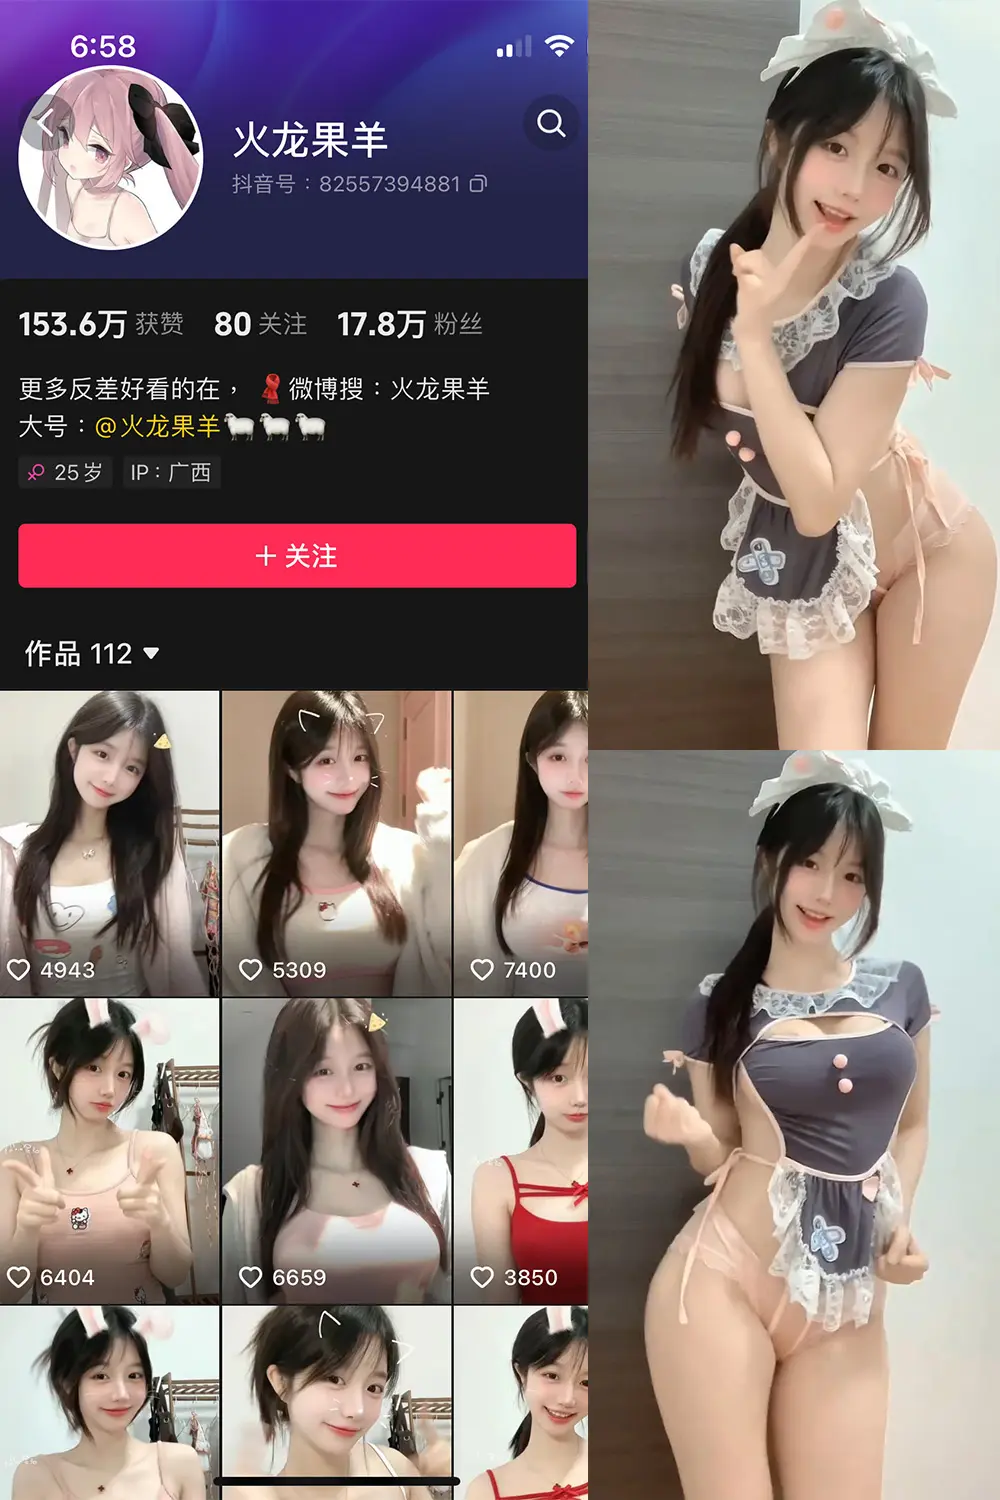 6:58
火龙果羊
抖音号：82557394881
153.6万 获赞 80 关注 17.8万 粉丝
更多反差好看的在， 🧣微博搜：火龙果羊
大号：@火龙果羊🐑🐑🐑
25岁 IP：广西
＋ 关注
作品 112
4943 5309 7400
6404 6659 3850